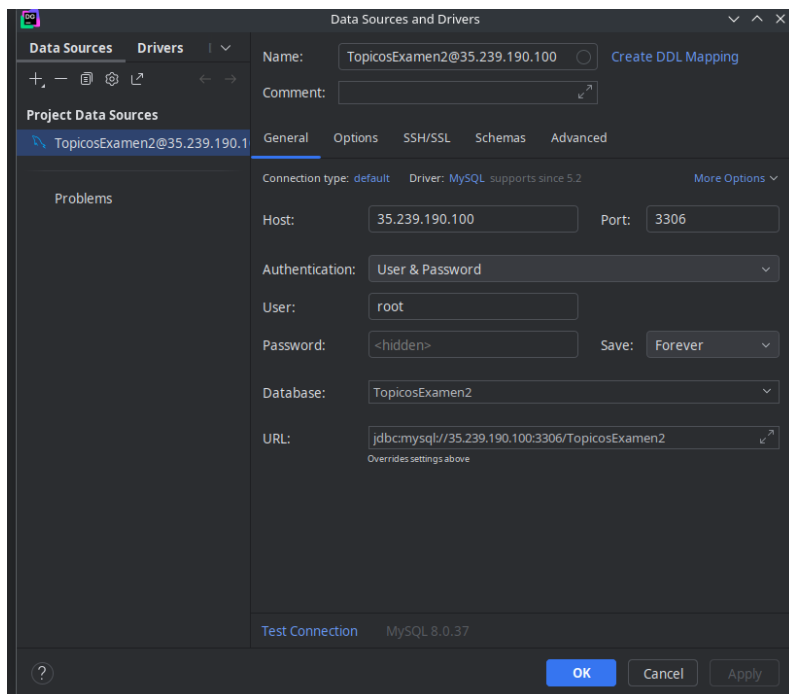 DG
Data Sources and Drivers
Data Sources Drivers
Name: TopicosExamen2@35.239.190.100 Create DDL Mapping
Comment:
Project Data Sources
TopicosExamen2@35.239.190.1
Problems
General Options SSH/SSL Schemas Advanced
Connection type: default Driver: MySQL supports since 5.2 More Options
Host: 35.239.190.100 Port: 3306
Authentication: User & Password
User: root
Password: <hidden> Save: Forever
Database: TopicosExamen2
URL: jdbc:mysql://35.239.190.100:3306/TopicosExamen2
Overrides settings above
Test Connection MySQL 8.0.37
? OK Cancel Apply